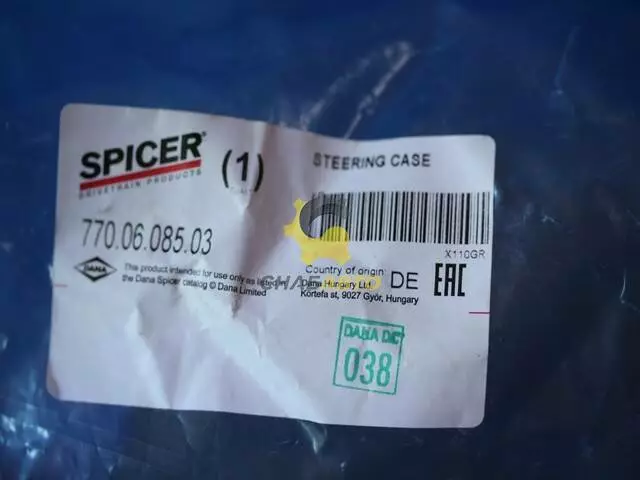 SPICER®
DRIVETRAIN PRODUCTS
(1)
STEERING CASE
770.06.085.03
X110GR
DANA
This product intended for use only as listed in
the Dana Spicer catalog © Dana Limited
Country of origin: DE
Dana Hungary Ltd.
Körtefa st, 9027 Győr, Hungary
EAC
DANA DC
038